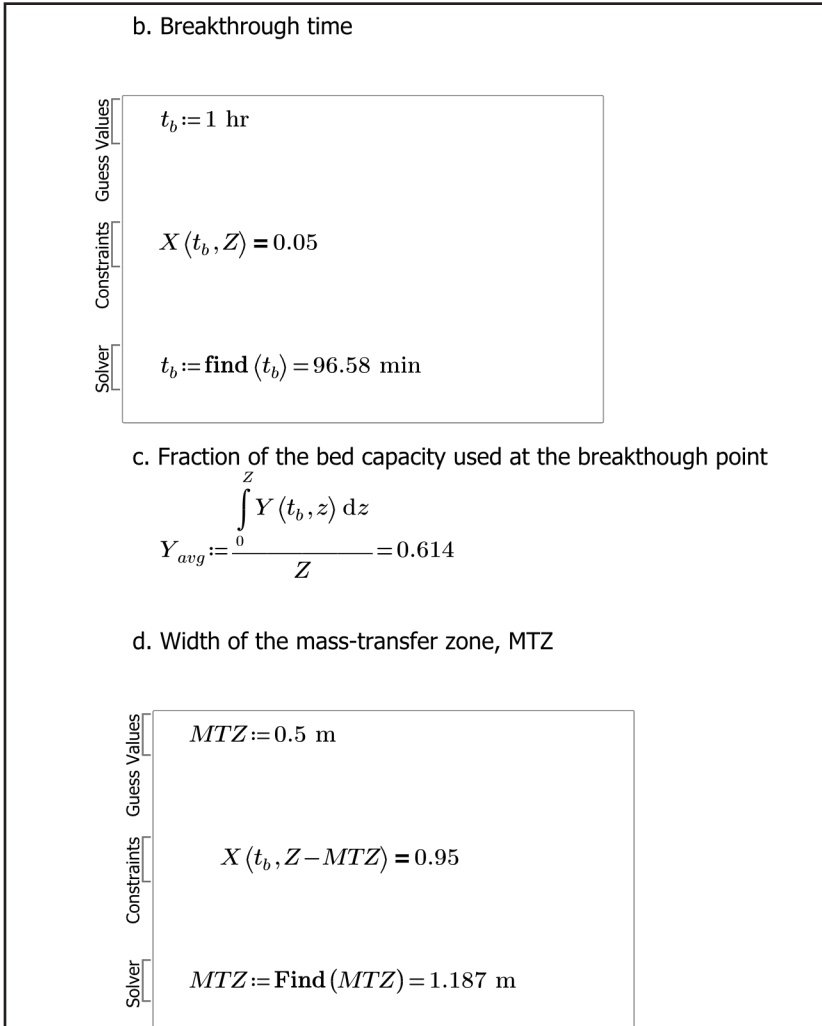 b. Breakthrough time
Guess Values
t_b := 1 hr
Constraints
X(t_b, Z) = 0.05
Solver
t_b := find(t_b) = 96.58 min
c. Fraction of the bed capacity used at the breakthough point
Z
∫ Y(t_b, z) dz
0
Y_avg := ―――― = 0.614
Z
d. Width of the mass-transfer zone, MTZ
Guess Values
MTZ := 0.5 m
Constraints
X(t_b, Z − MTZ) = 0.95
Solver
MTZ := Find(MTZ) = 1.187 m